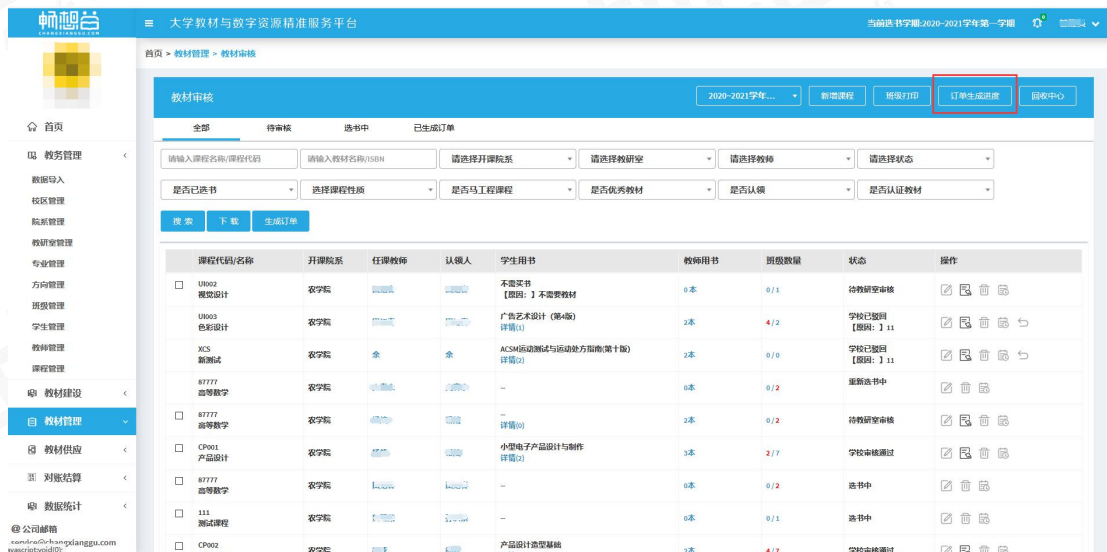 畅想谷
CHANGXIANGGU.COM
大学教材与数字资源精准服务平台
当前选书学期:2020-2021学年第一学期
首页 > 教材管理 > 教材审核
教材审核
2020~2021学年...
新增课程
班级打印
订单生成进度
回收中心
全部 待审核 选书中 已生成订单
请输入课程名称/课程代码 请输入教材名称/ISBN 请选择开课院系 请选择教研室 请选择教师 请选择状态
是否已选书 选择课程性质 是否马工程课程 是否优秀教材 是否认领 是否认证教材
搜索 下载 生成订单
课程代码/名称 开课院系 任课教师 认领人 学生用书 教师用书 班级数量 状态 操作
UI002
视觉设计
农学院
不需买书
【原因：】不需要教材
0本 0/1 待教研室审核
UI003
色彩设计
农学院
广告艺术设计（第4版）
详情(1)
2本 4/2
学校已驳回
【原因：】11
XCS
新测试
农学院 余 余
ACSM运动测试与运动处方指南(第十版)
详情(2)
2本 0/0
学校已驳回
【原因：】11
87777
高等数学
农学院 -- 0本 0/2 重新选书中
87777
高等数学
农学院
--
详情(0)
2本 0/2 待教研室审核
CP001
产品设计
农学院
小型电子产品设计与制作
详情(2)
3本 2/7 学校审核通过
87777
高等数学
农学院 -- 0本 0/2 选书中
111
测试课程
农学院 -- 0本 0/1 选书中
CP002
农学院
产品设计造型基础
4/7 学校审核通过
首页
教务管理
数据导入
校区管理
院系管理
教研室管理
专业管理
方向管理
班级管理
学生管理
教师管理
课程管理
教材建设
教材管理
教材供应
对账结算
数据统计
@公司邮箱
service@changxianggu.com